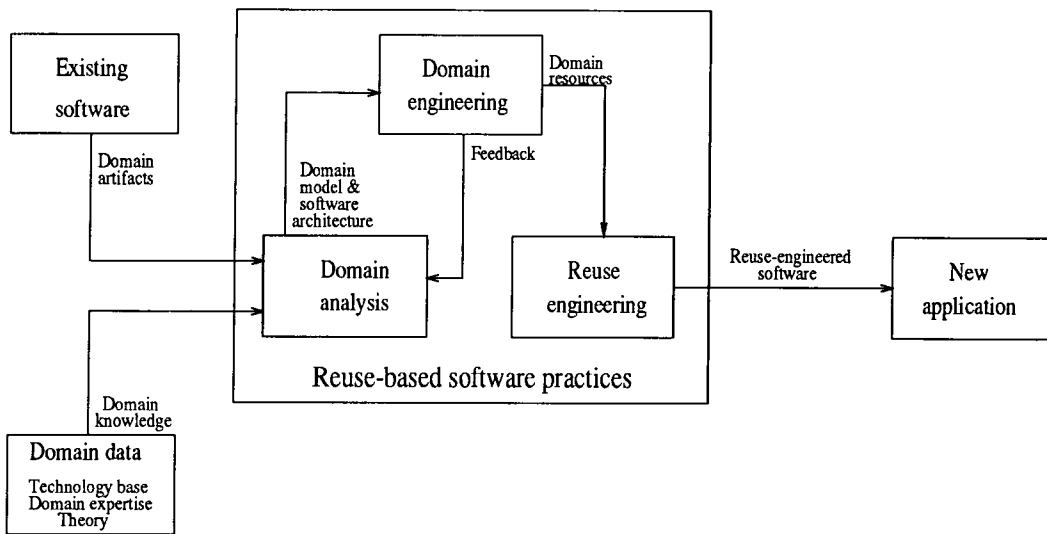 Existing
software
Domain
artifacts
Domain
engineering
Domain
resources
Feedback
Domain
model &
software
architecture
Domain
analysis
Reuse
engineering
Reuse-based software practices
Reuse-engineered
software
New
application
Domain
knowledge
Domain data
Technology base
Domain expertise
Theory